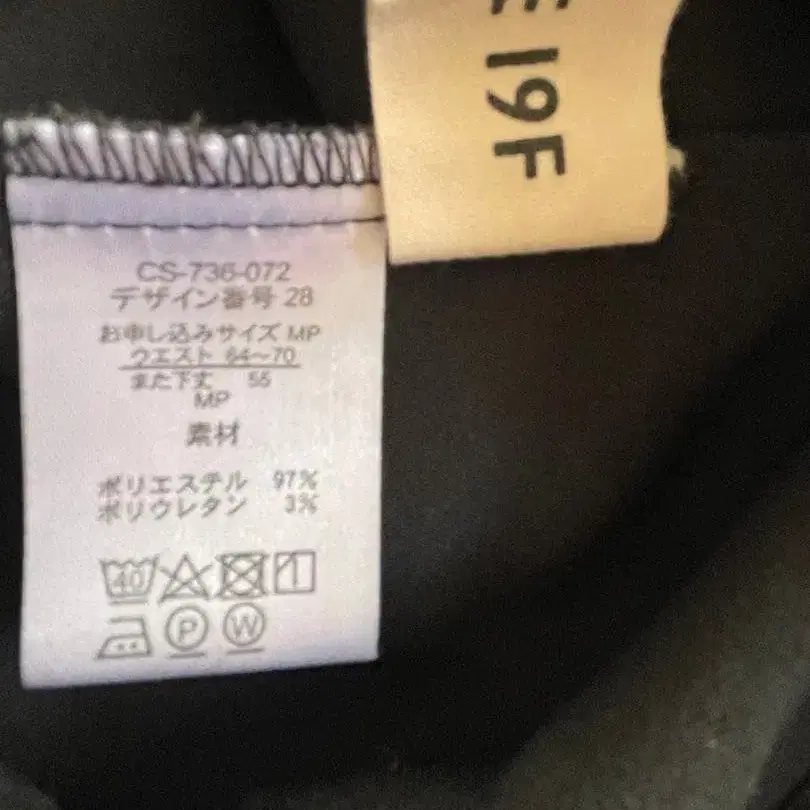 E 19F
CS-736-072
デザイン番号 28
お申し込みサイズ MP
ウエスト 64〜70
また下丈 55
MP
素材
ポリエステル 97%
ポリウレタン 3%
40
P W